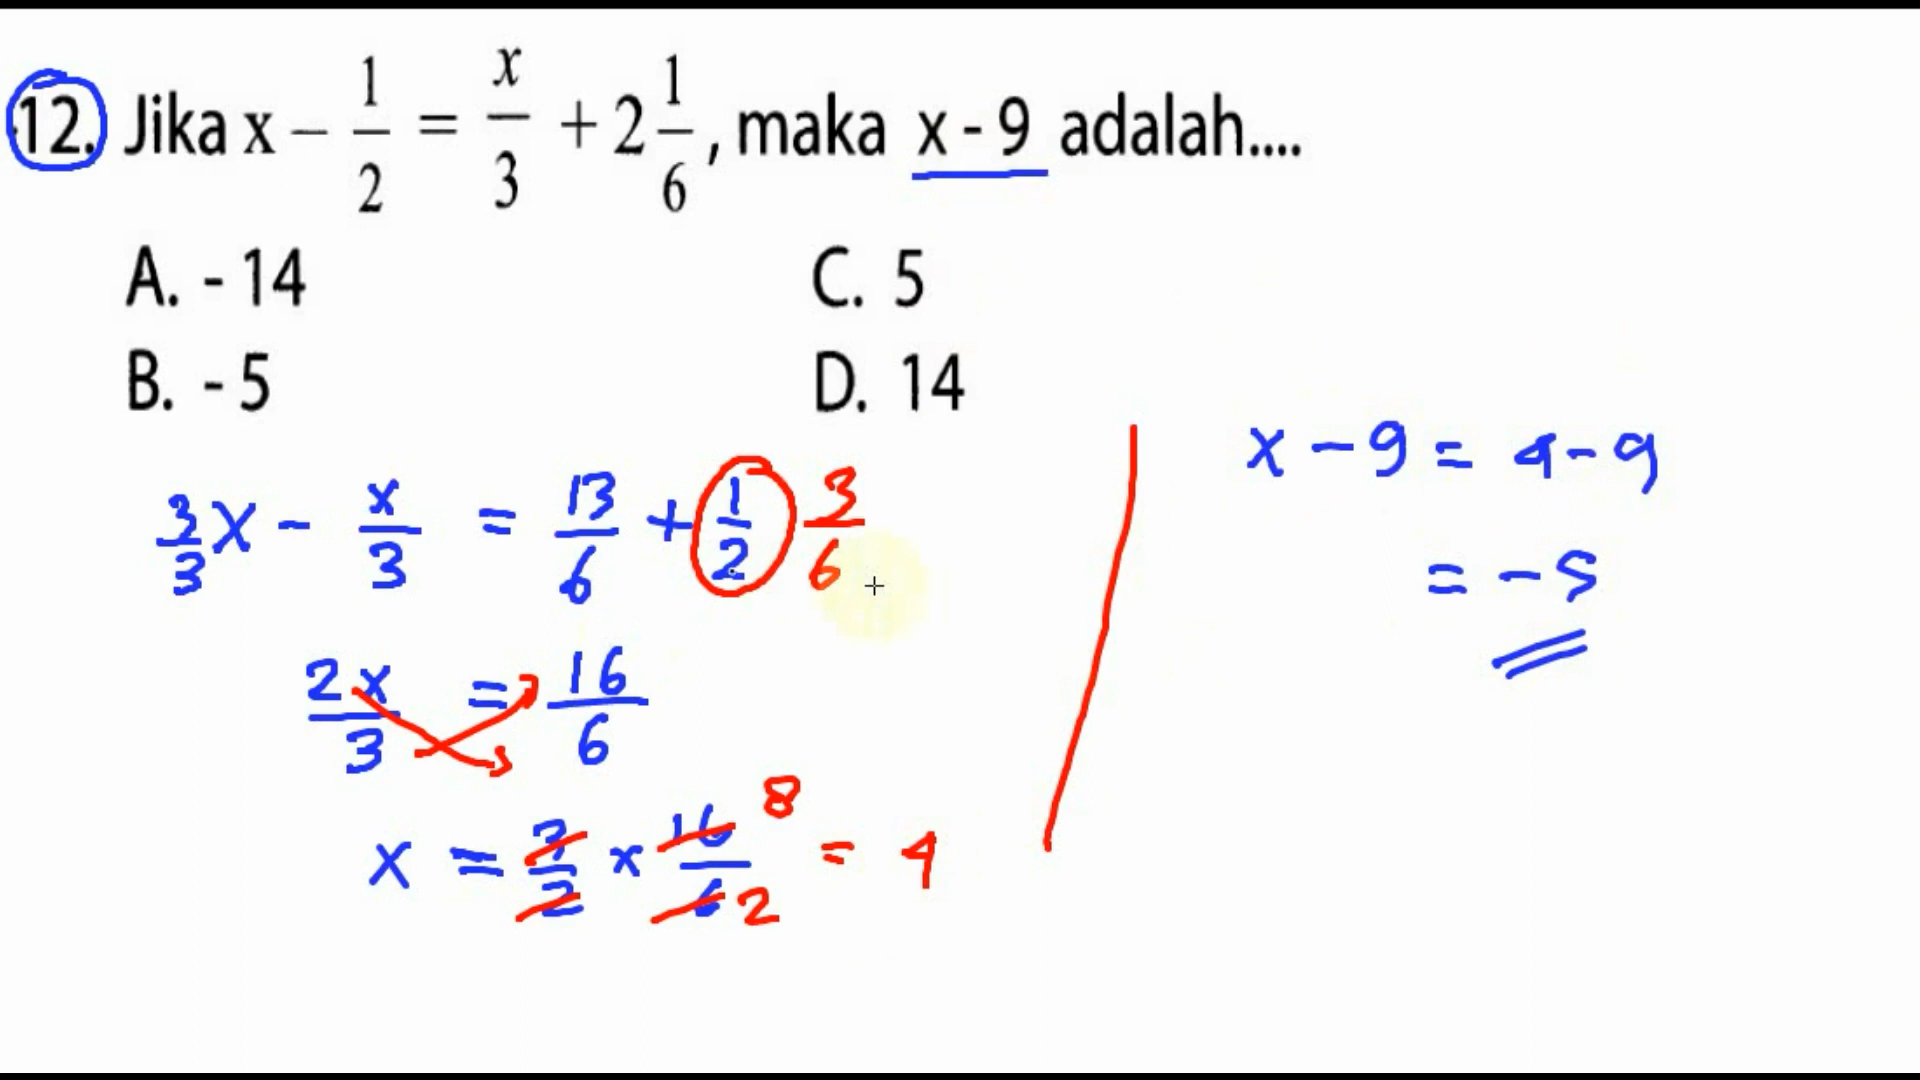 12. Jika x – 1/2 = x/3 + 2 1/6, maka x - 9 adalah....
A. - 14 C. 5
B. - 5 D. 14
3/3 x - x/3 = 13/6 + 1/2 3/6
x - 9 = 4 - 9
= - 5
2x/3 = 16/6
x = 3/2 x 16/6 8 2 = 4